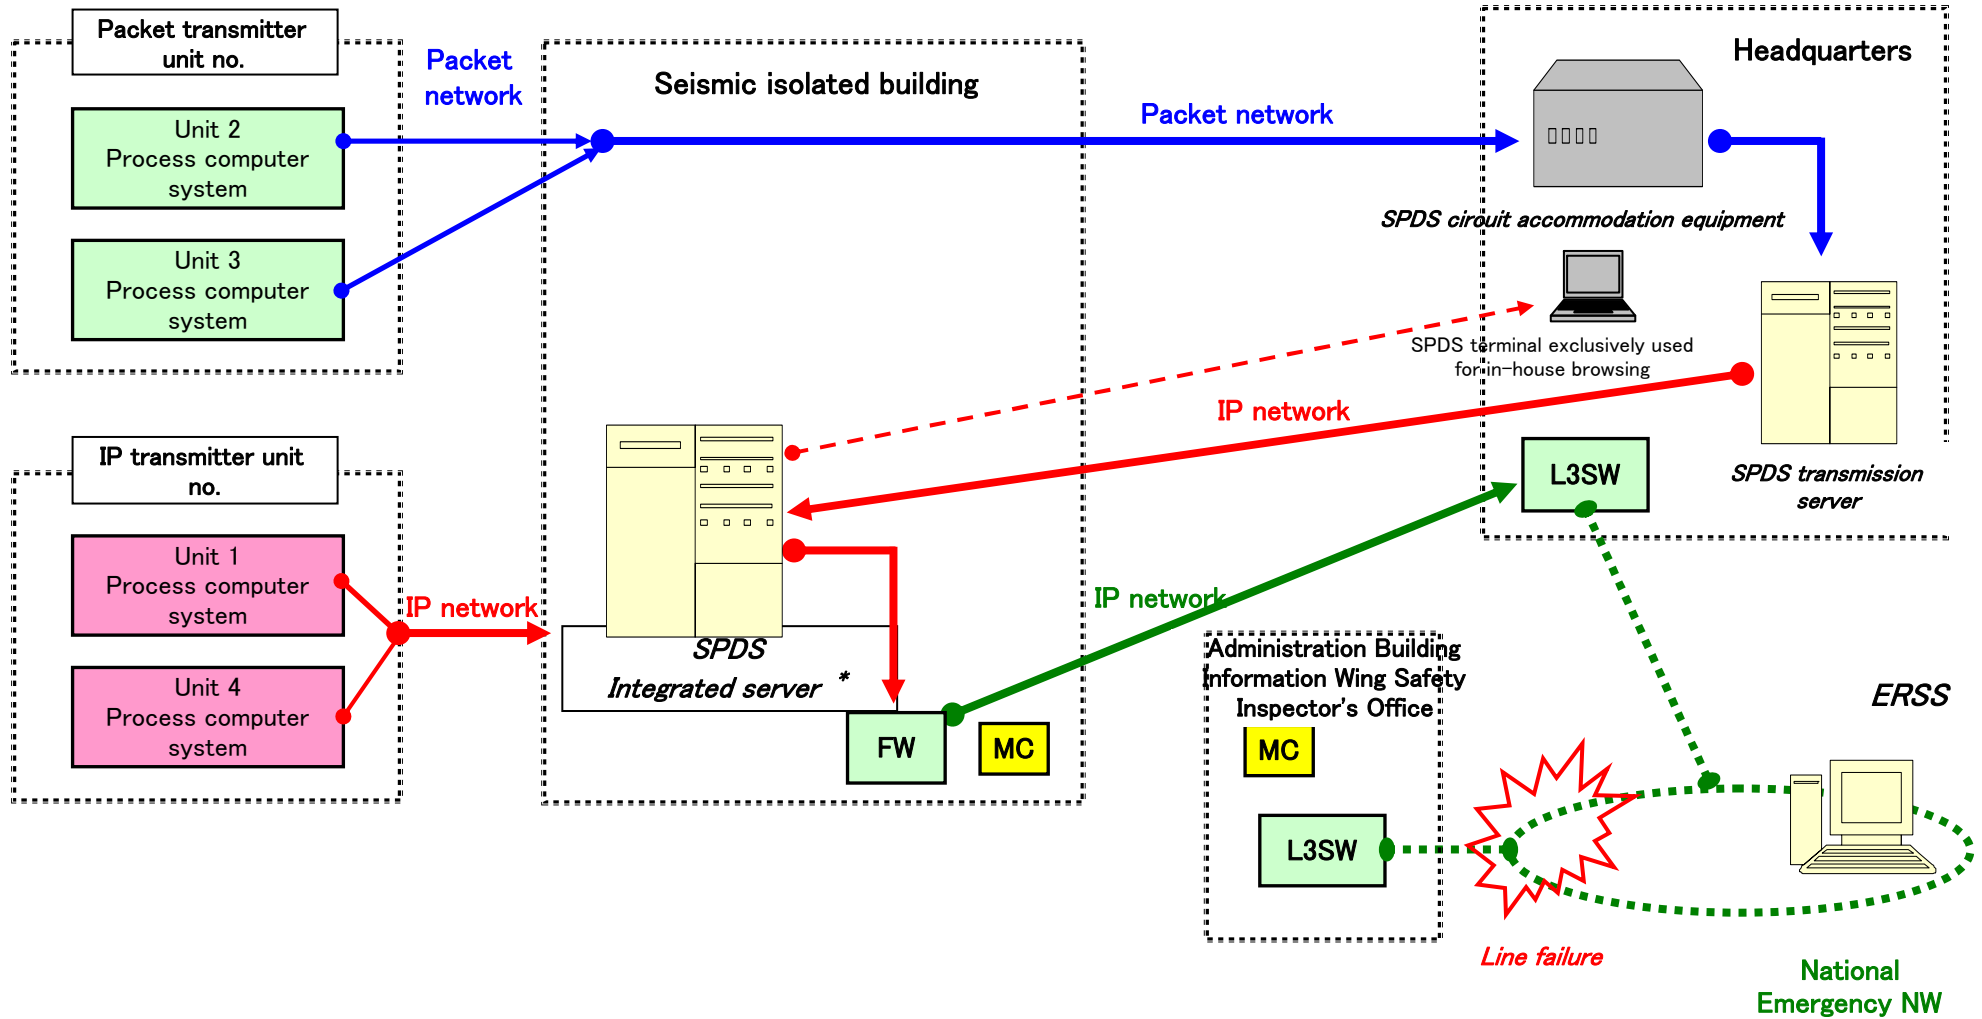 Packet transmitter
unit no.
Unit 2
Process computer
system
Unit 3
Process computer
system
Packet
network
Seismic isolated building
Packet network
Headquarters
SPDS circuit accommodation equipment
SPDS terminal exclusively used
for in-house browsing
IP network
L3SW
SPDS transmission
server
IP transmitter unit
no.
Unit 1
Process computer
system
Unit 4
Process computer
system
IP network
SPDS
Integrated server *
FW
MC
IP network
Administration Building
Information Wing Safety
Inspector's Office
MC
L3SW
Line failure
ERSS
National
Emergency NW